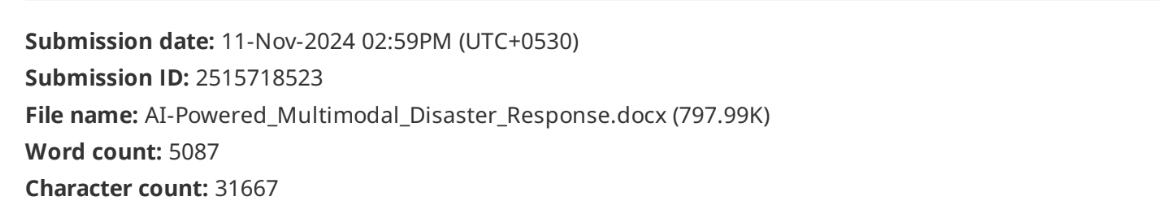 Submission date: 11-Nov-2024 02:59PM (UTC+0530)
Submission ID: 2515718523
File name: AI-Powered_Multimodal_Disaster_Response.docx (797.99K)
Word count: 5087
Character count: 31667